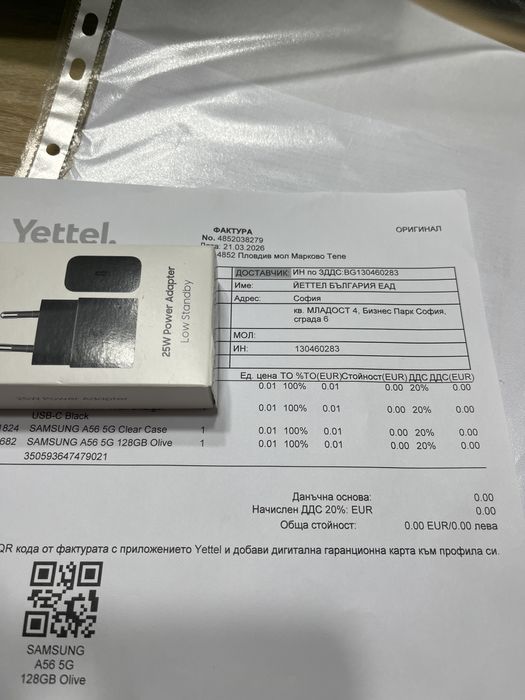 Yettel.
ФАКТУРА
ОРИГИНАЛ
No. 4852038279
Дата: 21.03.2026
4852 Пловдив мол Марково Тепе
ДОСТАВЧИК: ИН по ЗДДС: BG130460283
Име: ЙЕТТЕЛ БЪЛГАРИЯ ЕАД
Адрес: София
кв. МЛАДОСТ 4, Бизнес Парк София,
сграда 6
МОЛ:
ИН: 130460283
25W Power Adapter
Low Standby
25W Power Adapter
Ед. цена ТО %ТО(EUR)Стойност(EUR) ДДС ДДС(EUR)
0.01 100% 0.01 0.00 20% 0.00
0.01 100% 0.01 0.00 20% 0.00
USB-C Black
1824 SAMSUNG A56 5G Clear Case 1 0.01 100% 0.01 0.00 20% 0.00
682 SAMSUNG A56 5G 128GB Olive 1 0.01 100% 0.01 0.00 20% 0.00
350593647479021
Данъчна основа: 0.00
Начислен ДДС 20%: EUR 0.00
Обща стойност: 0.00 EUR/0.00 лева
QR кода от фактурата с приложението Yettel и добави дигитална гаранционна карта към профила си.
SAMSUNG
A56 5G
128GB Olive